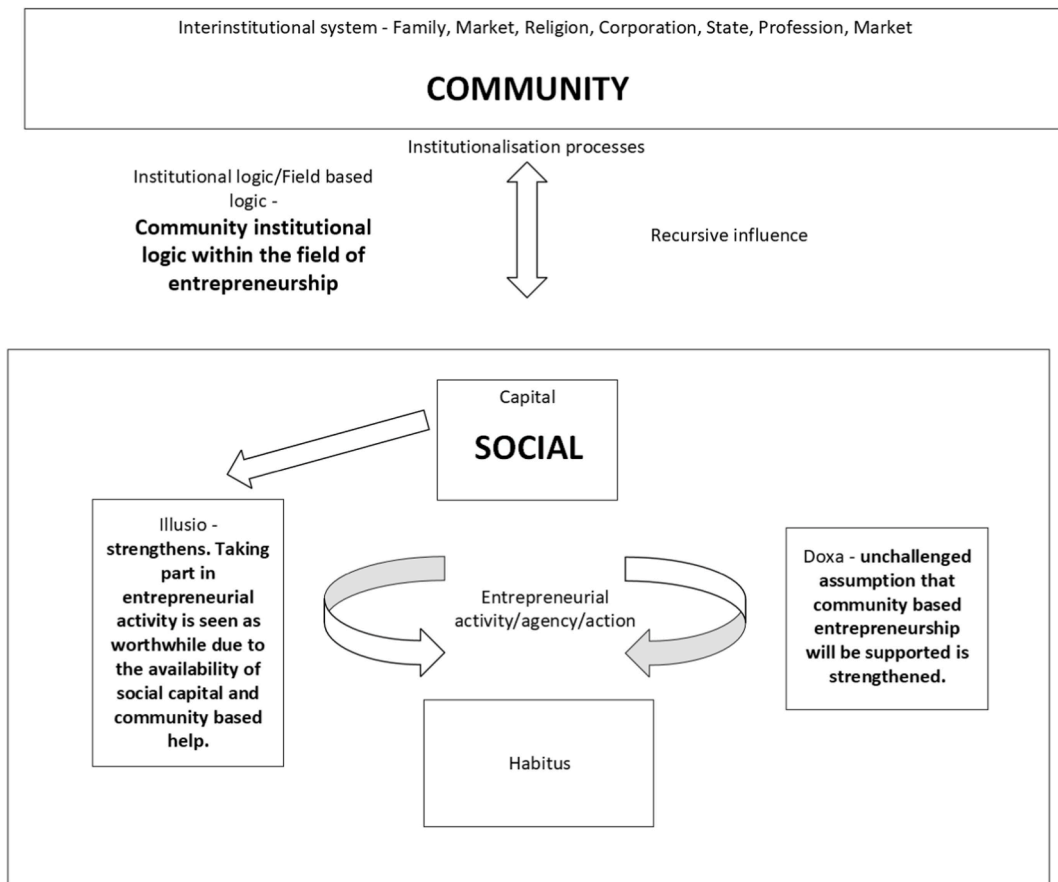 Interinstitutional system - Family, Market, Religion, Corporation, State, Profession, Market
COMMUNITY
Institutionalisation processes
Institutional logic/Field based
logic -
Community institutional
logic within the field of
entrepreneurship
Recursive influence
Capital
SOCIAL
Illusio -
strengthens. Taking
part in
entrepreneurial
activity is seen as
worthwhile due to
the availability of
social capital and
community based
help.
Entrepreneurial
activity/agency/action
Doxa - unchallenged
assumption that
community based
entrepreneurship
will be supported is
strengthened.
Habitus